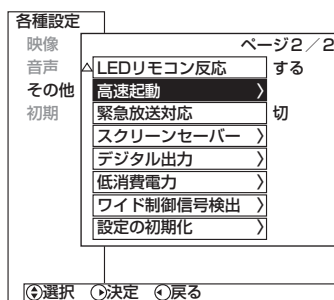 各種設定
映像
ページ2／2
音声
△LEDリモコン反応 する
その他
高速起動 〉
初期
緊急放送対応 切
スクリーンセーバー 〉
デジタル出力 〉
低消費電力 〉
ワイド制御信号検出 〉
設定の初期化 〉
選択 決定 戻る